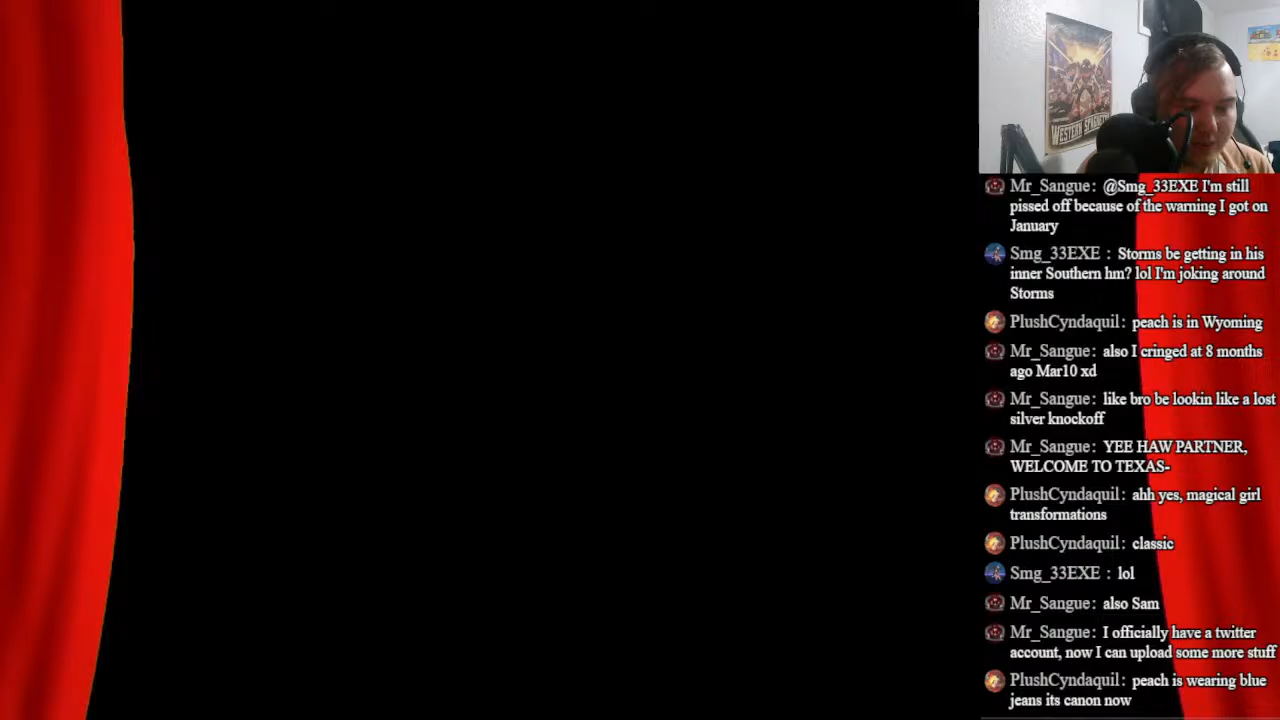 WESTERN SPAGHETTI
Mr_Sangue: @Smg_33EXE I'm still
pissed off because of the warning I got on
January
Smg_33EXE : Storms be getting in his
inner Southern hm? lol I'm joking around
Storms
PlushCyndaquil: peach is in Wyoming
Mr_Sangue: also I cringed at 8 months
ago Mar10 xd
Mr_Sangue: like bro be lookin like a lost
silver knockoff
Mr_Sangue: YEE HAW PARTNER,
WELCOME TO TEXAS-
PlushCyndaquil: ahh yes, magical girl
transformations
PlushCyndaquil: classic
Smg_33EXE : lol
Mr_Sangue: also Sam
Mr_Sangue: I officially have a twitter
account, now I can upload some more stuff
PlushCyndaquil: peach is wearing blue
jeans its canon now